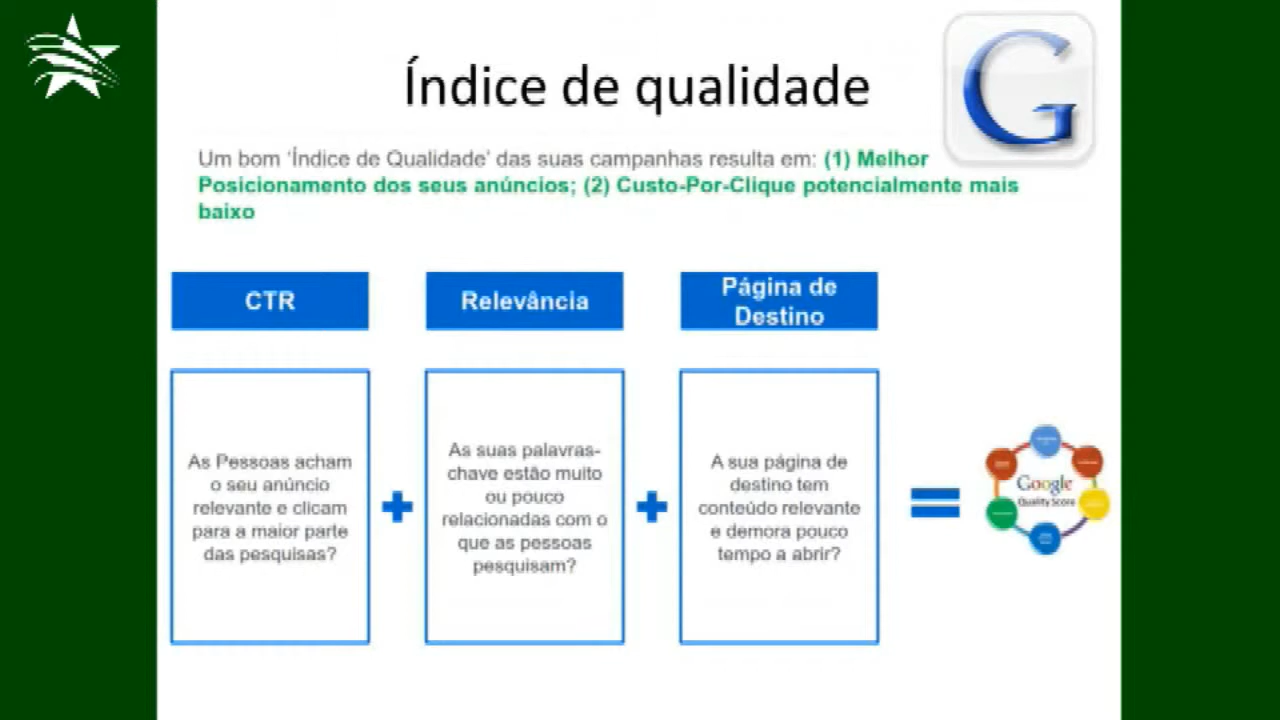 Índice de qualidade
G
Um bom ‘Índice de Qualidade’ das suas campanhas resulta em: (1) Melhor
Posicionamento dos seus anúncios; (2) Custo-Por-Clique potencialmente mais
baixo
CTR
Relevância
Página de
Destino
As Pessoas acham
o seu anúncio
relevante e clicam
para a maior parte
das pesquisas?
As suas palavras-
chave estão muito
ou pouco
relacionadas com o
que as pessoas
pesquisam?
A sua página de
destino tem
conteúdo relevante
e demora pouco
tempo a abrir?
Google
Quality Score